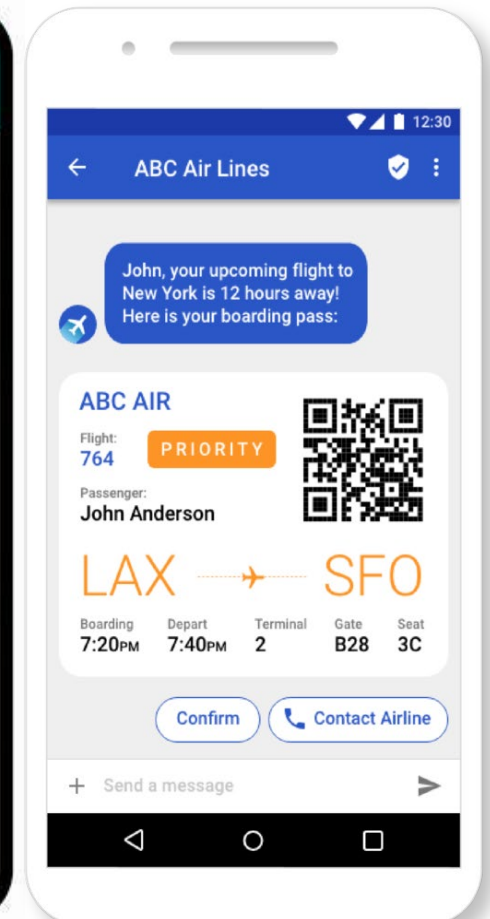 12:30
ABC Air Lines
John, your upcoming flight to
New York is 12 hours away!
Here is your boarding pass:
ABC AIR
Flight:
764
PRIORITY
Passenger:
John Anderson
LAX SFO
Boarding Depart Terminal Gate Seat
7:20PM 7:40PM 2 B28 3C
Confirm Contact Airline
Send a message